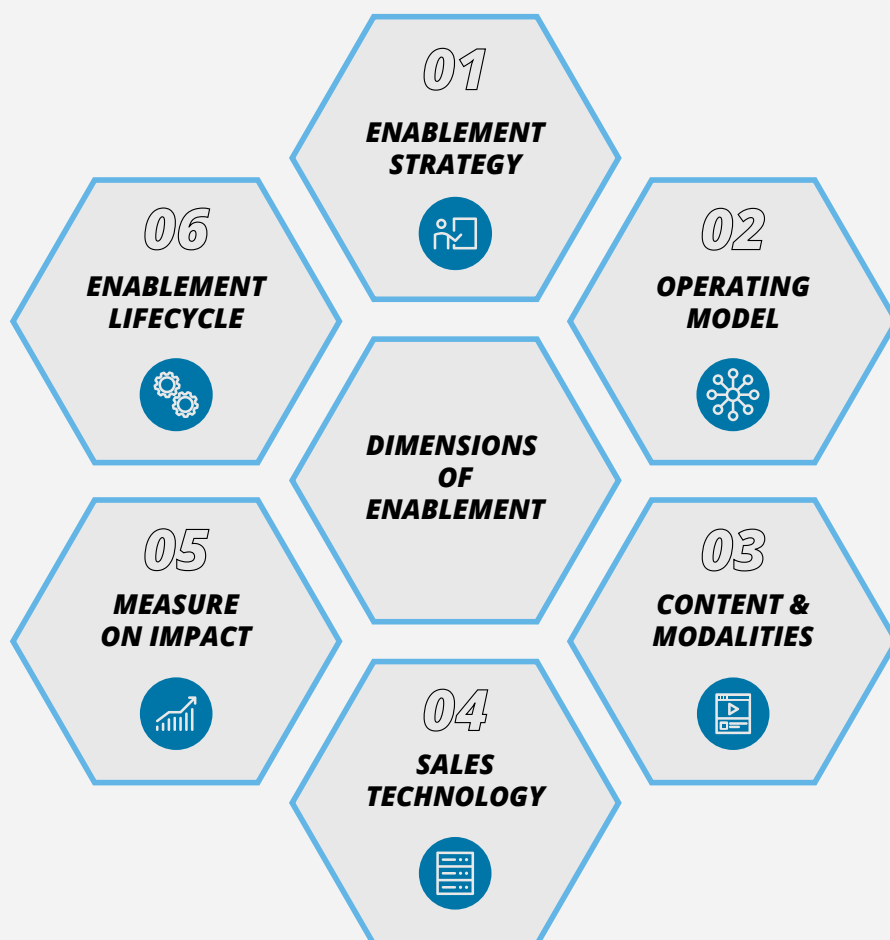 01
ENABLEMENT
STRATEGY
02
OPERATING
MODEL
03
CONTENT &
MODALITIES
04
SALES
TECHNOLOGY
05
MEASURE
ON IMPACT
06
ENABLEMENT
LIFECYCLE
DIMENSIONS
OF
ENABLEMENT